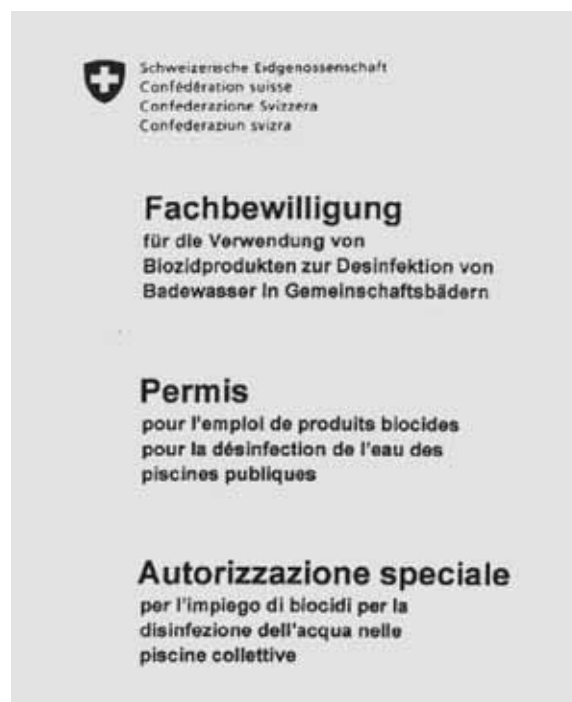 Schweizerische Eidgenossenschaft
Confédération suisse
Confederazione Svizzera
Confederaziun svizra
Fachbewilligung
für die Verwendung von
Biozidprodukten zur Desinfektion von
Badewasser in Gemeinschaftsbädern
Permis
pour l'emploi de produits biocides
pour la désinfection de l'eau des
piscines publiques
Autorizzazione speciale
per l'impiego di biocidi per la
disinfezione dell'acqua nelle
piscine collettive